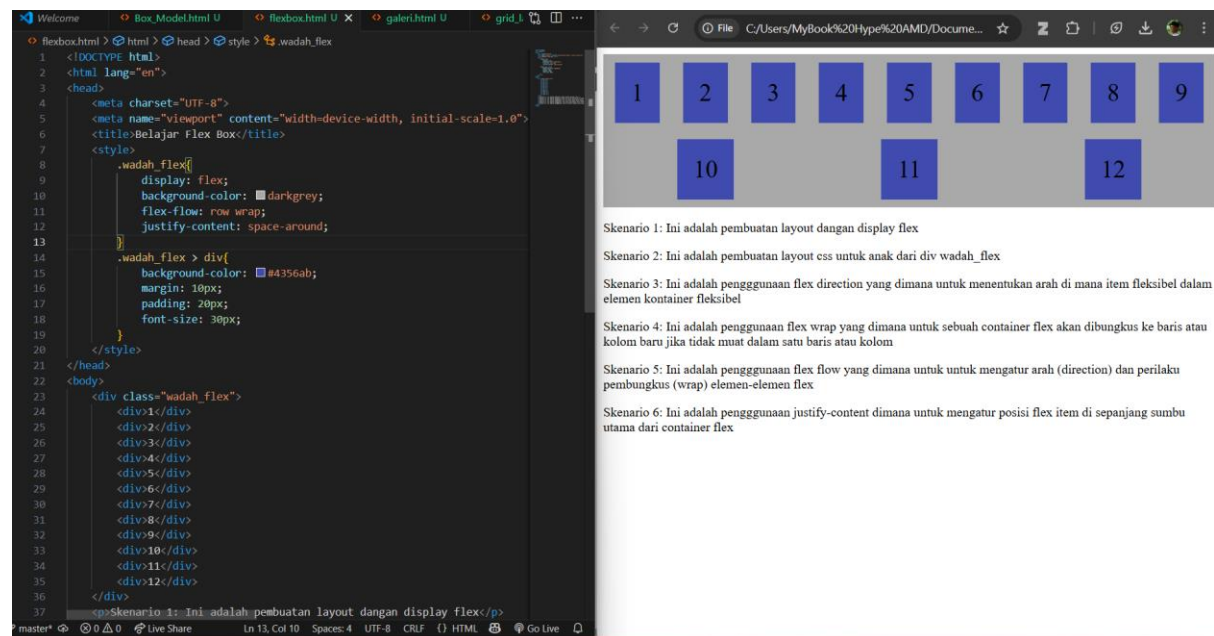 Welcome
Box_Model.html U
flexbox.html U
galeri.html U
grid_l
flexbox.html > html > head > style > .wadah_flex
1 <!DOCTYPE html>
2 <html lang="en">
3 <head>
4 <meta charset="UTF-8">
5 <meta name="viewport" content="width=device-width, initial-scale=1.0">
6 <title>Belajar Flex Box</title>
7 <style>
8 .wadah_flex{
9 display: flex;
10 background-color: darkgrey;
11 flex-flow: row wrap;
12 justify-content: space-around;
13 }
14 .wadah_flex > div{
15 background-color: #4356ab;
16 margin: 10px;
17 padding: 20px;
18 font-size: 30px;
19 }
20 </style>
21 </head>
22 <body>
23 <div class="wadah_flex">
24 <div>1</div>
25 <div>2</div>
26 <div>3</div>
27 <div>4</div>
28 <div>5</div>
29 <div>6</div>
30 <div>7</div>
31 <div>8</div>
32 <div>9</div>
33 <div>10</div>
34 <div>11</div>
35 <div>12</div>
36 </div>
37 <p>Skenario 1: Ini adalah pembuatan layout dangan display flex</p>
master* 0 0 Live Share Ln 13, Col 10 Spaces: 4 UTF-8 CRLF {} HTML Go Live
File C:/Users/MyBook%20Hype%20AMD/Docume...
1 2 3 4 5 6 7 8 9
10 11 12
Skenario 1: Ini adalah pembuatan layout dangan display flex
Skenario 2: Ini adalah pembuatan layout css untuk anak dari div wadah_flex
Skenario 3: Ini adalah pengggunaan flex direction yang dimana untuk menentukan arah di mana item fleksibel dalam
elemen kontainer fleksibel
Skenario 4: Ini adalah penggunaan flex wrap yang dimana untuk sebuah container flex akan dibungkus ke baris atau
kolom baru jika tidak muat dalam satu baris atau kolom
Skenario 5: Ini adalah pengggunaan flex flow yang dimana untuk untuk mengatur arah (direction) dan perilaku
pembungkus (wrap) elemen-elemen flex
Skenario 6: Ini adalah pengggunaan justify-content dimana untuk mengatur posisi flex item di sepanjang sumbu
utama dari container flex